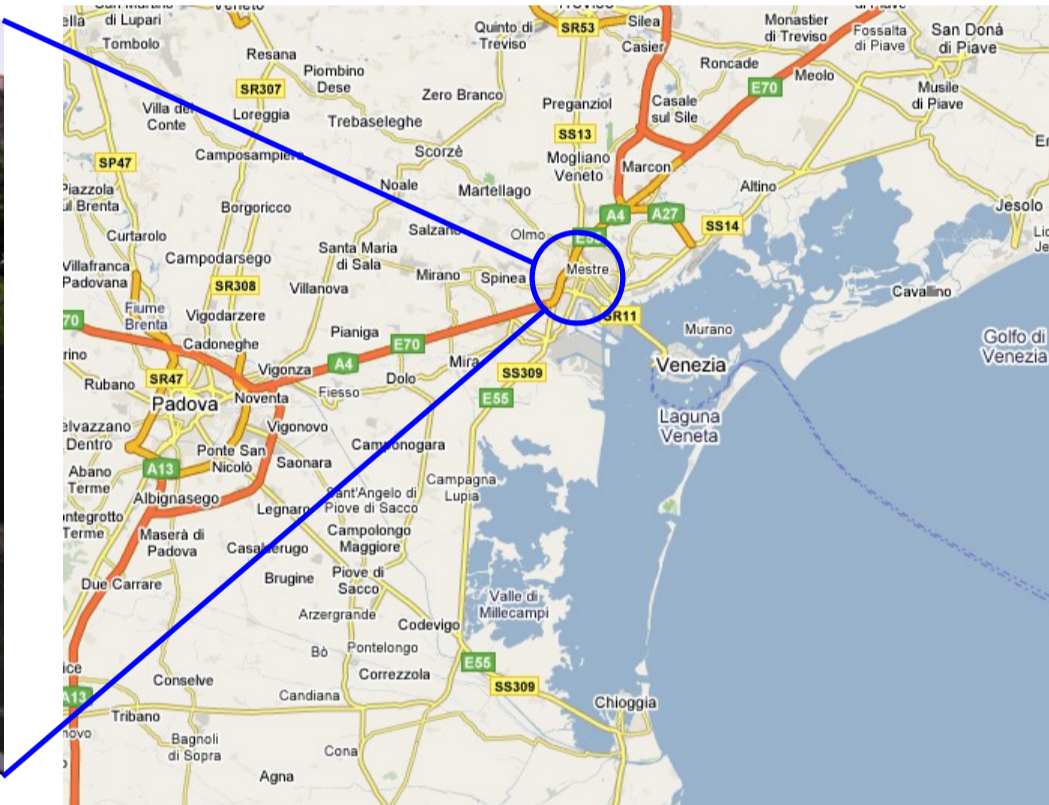 di Lupari
Tombolo
Resana
SR307
Piombino
Dese
Villa del
Conte
Loreggia
Trebaseleghe
Zero Branco
Quinto di
Treviso
SR53
Silea
Casier
Monastier
di Treviso
Fossalta
di Piave
San Donà
di Piave
Roncade
Meolo
E70
Musile
di Piave
Preganziol
Casale
sul Sile
SS13
SP47
Camposampiero
Scorzè
Mogliano
Veneto
Marcon
Piazzola
sul Brenta
Noale
Martellago
Altino
Jesolo
Borgoricco
A4
A27
SS14
Curtarolo
Salzano
Olmo
E55
Villafranca
Padovana
Campodarsego
Santa Maria
di Sala
Mirano
Spinea
Mestre
SR308
Villanova
Cavallino
70
Fiume
Brenta
Vigodarzere
SR11
Murano
Golfo di
Venezia
Pianiga
Cadoneghe
E70
A4
Mira
Venezia
Rubano
SR47
Vigonza
Dolo
SS309
Padova
Noventa
Fiesso
E55
Laguna
Veneta
elvazzano
Dentro
Vigonovo
Camponogara
Ponte San
Nicolò
Saonara
Abano
Terme
A13
Campagna
Lupia
Albignasego
Sant'Angelo di
Piove di Sacco
Legnaro
ntegrotto
Terme
Maserà di
Padova
Campolongo
Maggiore
Casalserugo
Due Carrare
Brugine
Piove di
Sacco
Valle di
Millecampi
Arzergrande
Codevigo
Bò
Pontelongo
E55
Correzzola
Conselve
SS309
A13
Candiana
Chioggia
Tribano
Bagnoli
di Sopra
Cona
Agna